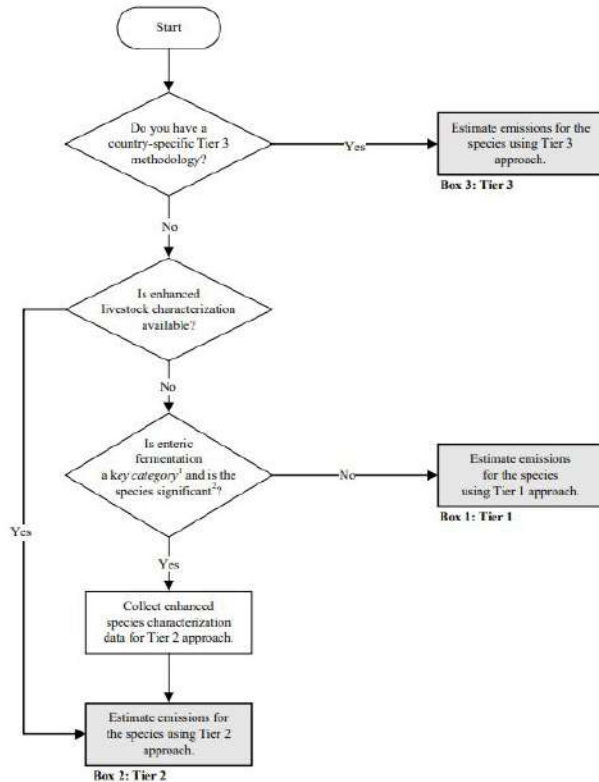 Start
Do you have a
country-specific Tier 3
methodology?
Yes
Estimate emissions for the
species using Tier 3
approach.
Box 3: Tier 3
No
Is enhanced
livestock characterization
available?
No
Is enteric
fermentation
a key category¹ and is the
species significant²?
No
Estimate emissions
for the species
using Tier 1 approach.
Box 1: Tier 1
Yes
Yes
Collect enhanced
species characterization
data for Tier 2 approach.
Estimate emissions for
the species using Tier 2
approach.
Box 2: Tier 2